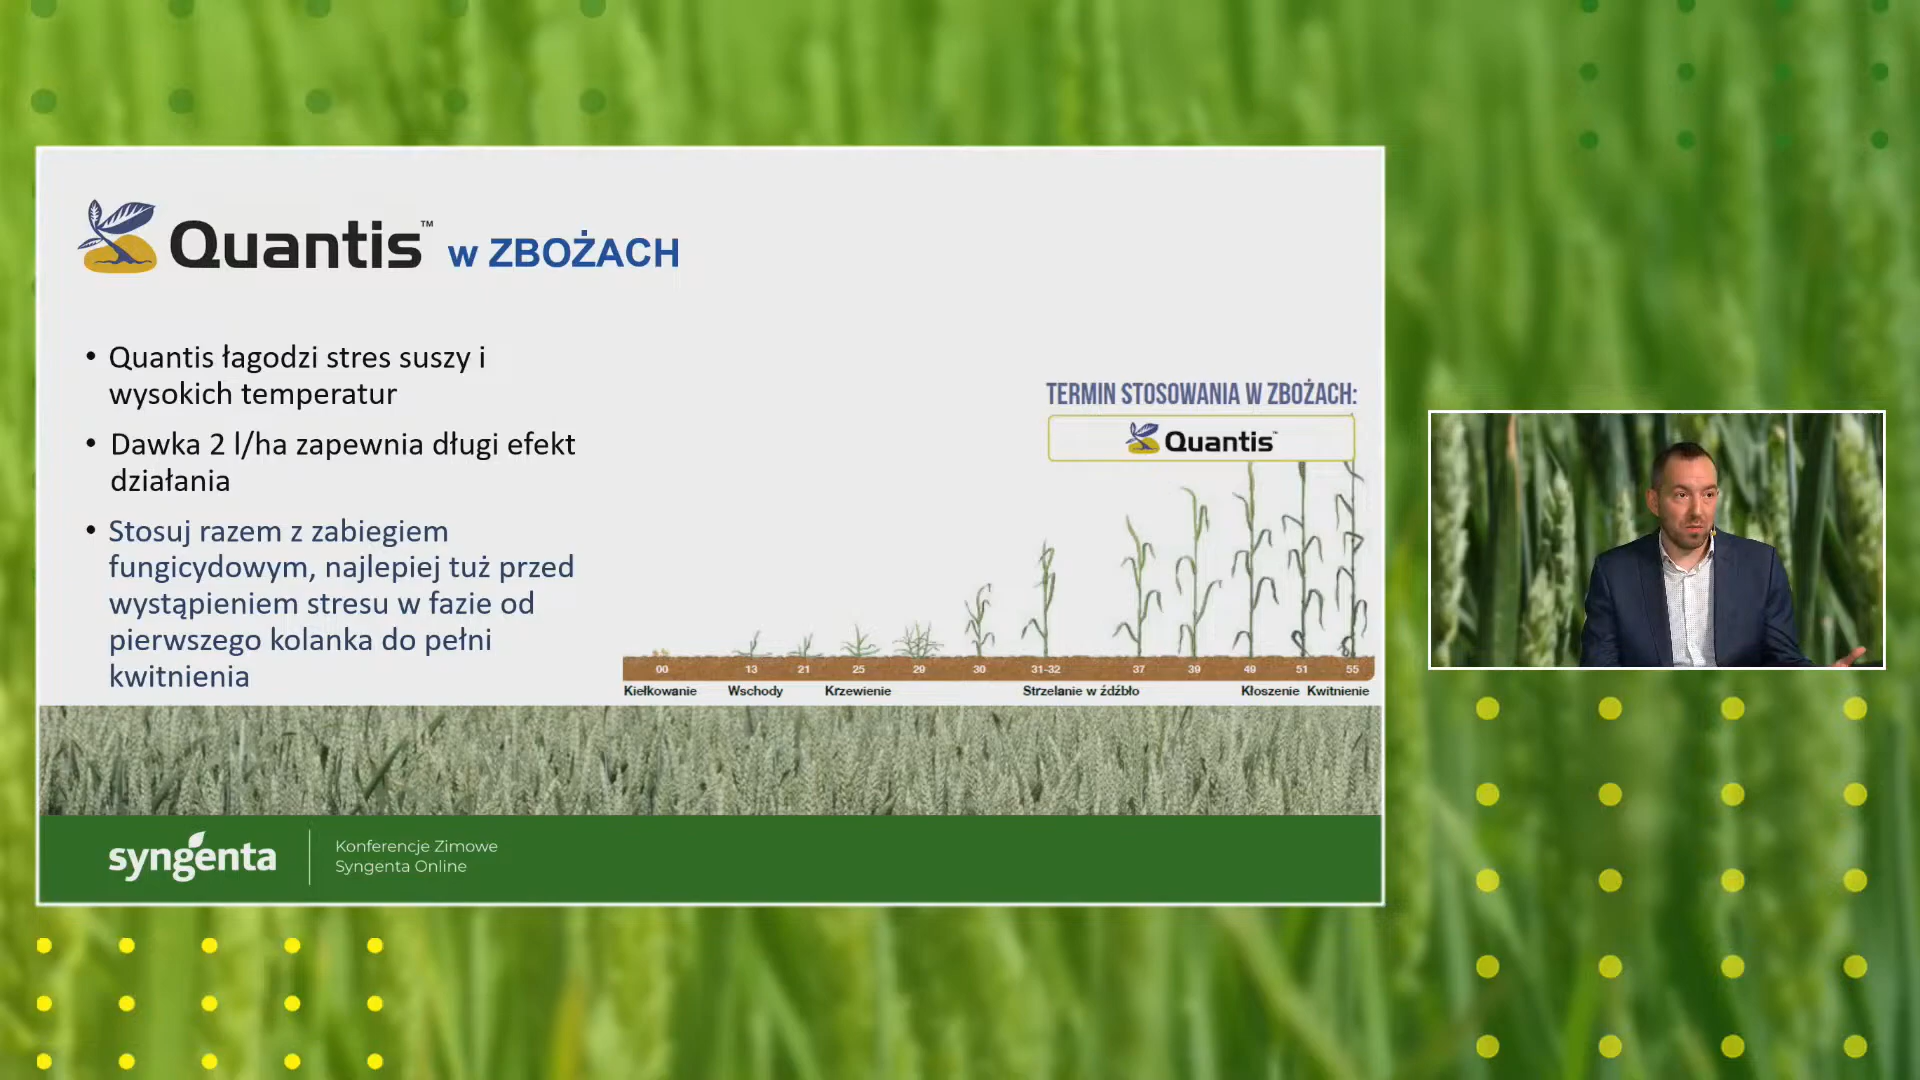 Quantis™ w ZBOŻACH
• Quantis łagodzi stres suszy i
wysokich temperatur
• Dawka 2 l/ha zapewnia długi efekt
działania
• Stosuj razem z zabiegiem
fungicydowym, najlepiej tuż przed
wystąpieniem stresu w fazie od
pierwszego kolanka do pełni
kwitnienia
TERMIN STOSOWANIA W ZBOŻACH:
Quantis™
00 13 21 25 29 30 31-32 37 39 49 51 55
Kiełkowanie Wschody Krzewienie Strzelanie w źdźbło Kłoszenie Kwitnienie
syngenta
Konferencje Zimowe
Syngenta Online